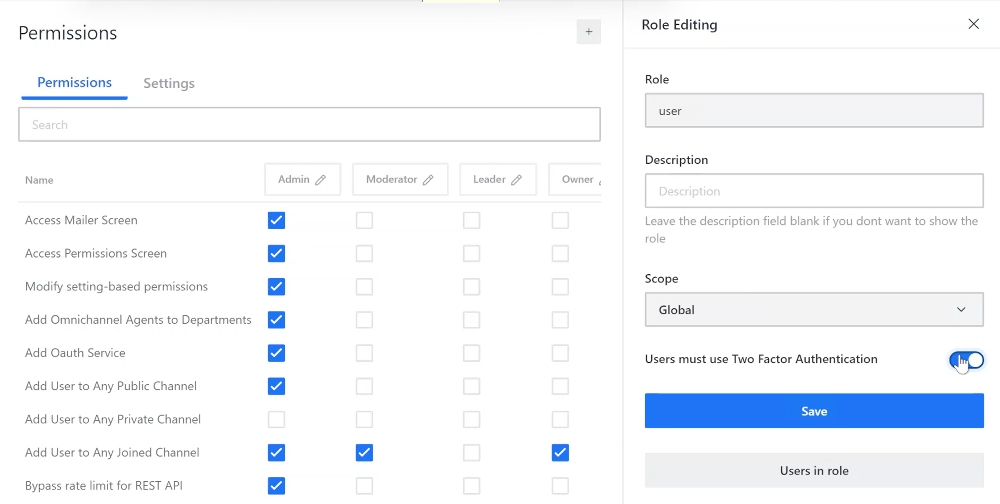 Permissions
+
Permissions
Settings
Search
Name
Admin
Moderator
Leader
Owner
Access Mailer Screen
Access Permissions Screen
Modify setting-based permissions
Add Omnichannel Agents to Departments
Add Oauth Service
Add User to Any Public Channel
Add User to Any Private Channel
Add User to Any Joined Channel
Bypass rate limit for REST API
Role Editing
Role
user
Description
Description
Leave the description field blank if you dont want to show the
role
Scope
Global
Users must use Two Factor Authentication
Save
Users in role